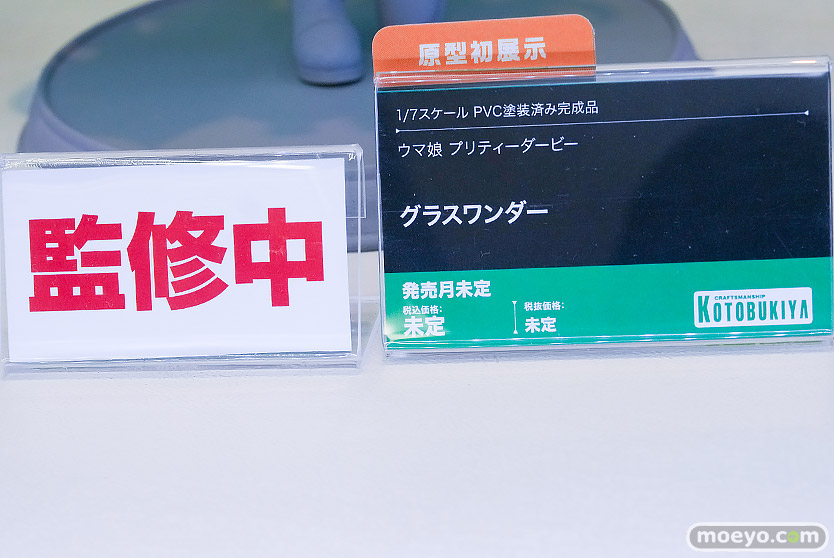 原型初展示
1/7スケール PVC塗装済み完成品
ウマ娘 プリティーダービー
グラスワンダー
発売月未定
税込価格:
未定
税抜価格:
未定
CRAFTSMANSHIP
KOTOBUKIYA
監修中
moeyo.com